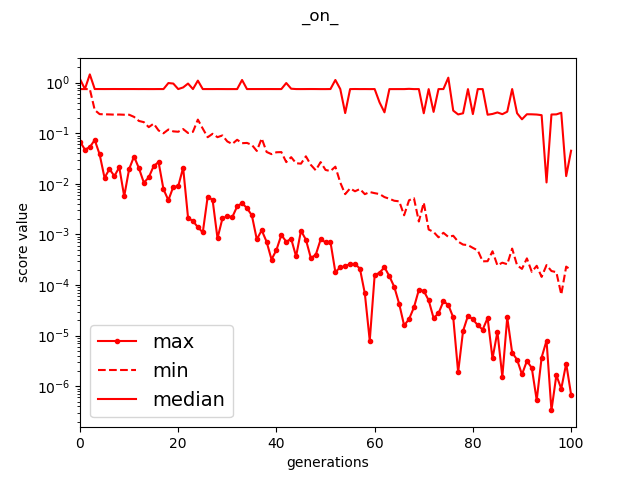 _on_
10⁰
10⁻¹
10⁻²
10⁻³
10⁻⁴
10⁻⁵
10⁻⁶
score value
max
min
median
0 20 40 60 80 100
generations